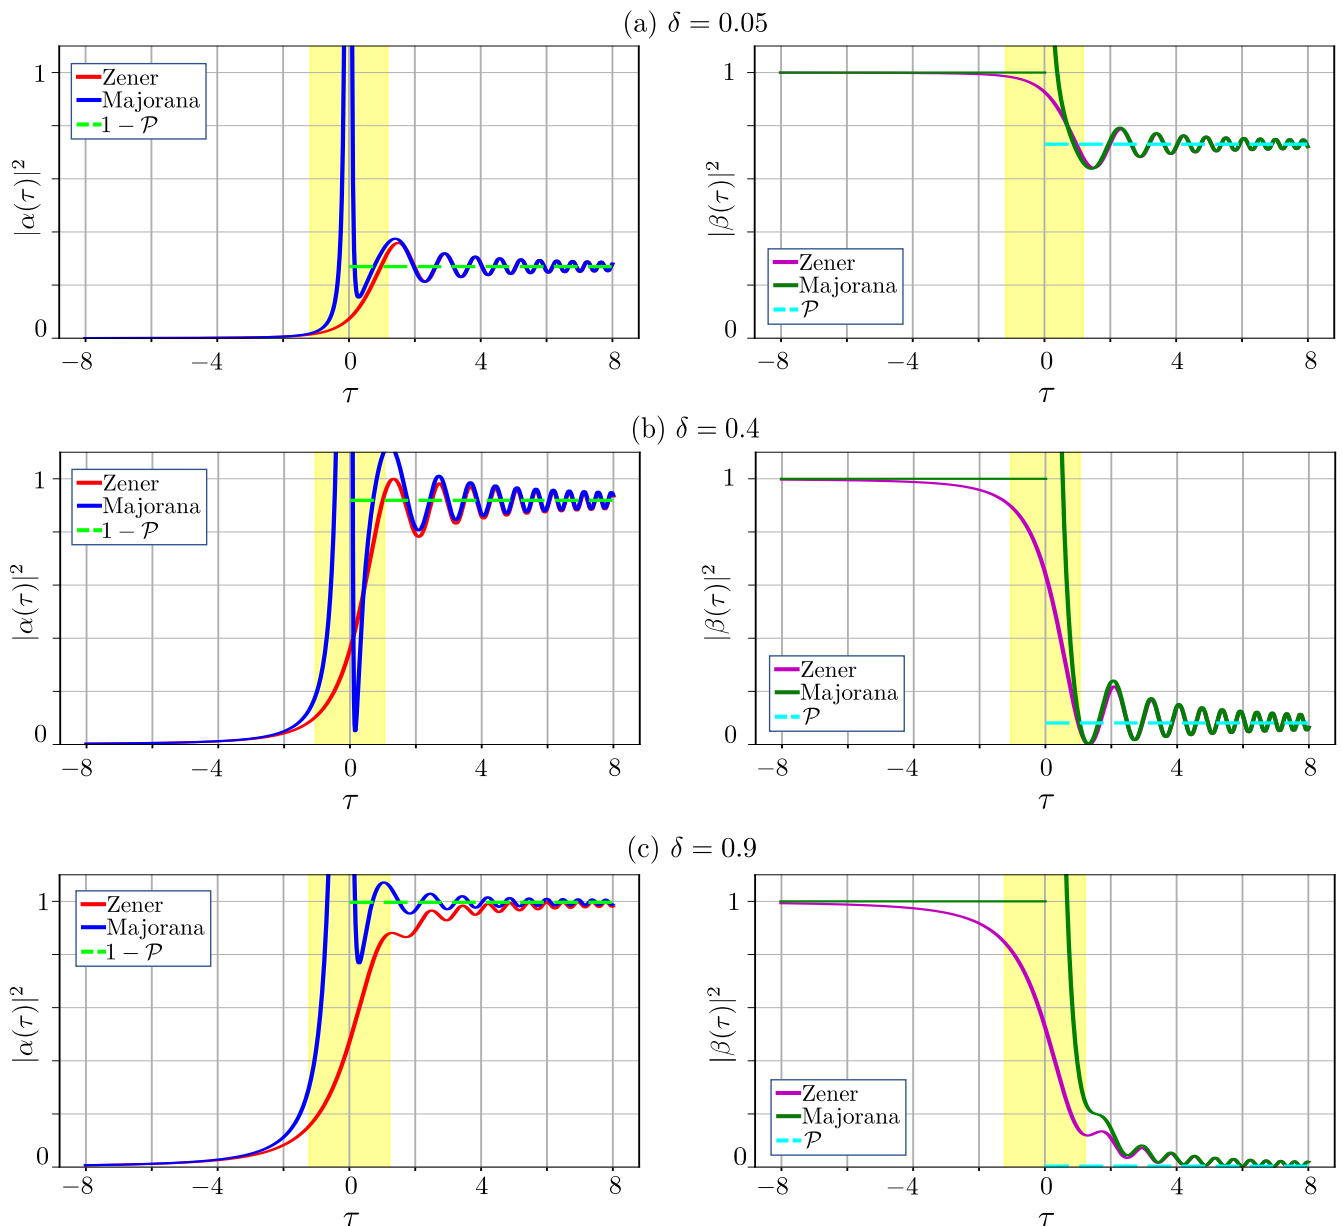 (a) δ = 0.05
1
0
|α(τ)|²
Zener
Majorana
1 − 𝒫
−8 −4 0 4 8
τ
1
0
|β(τ)|²
Zener
Majorana
𝒫
−8 −4 0 4 8
τ
(b) δ = 0.4
1
0
|α(τ)|²
Zener
Majorana
1 − 𝒫
−8 −4 0 4 8
τ
1
0
|β(τ)|²
Zener
Majorana
𝒫
−8 −4 0 4 8
τ
(c) δ = 0.9
1
0
|α(τ)|²
Zener
Majorana
1 − 𝒫
−8 −4 0 4 8
τ
1
0
|β(τ)|²
Zener
Majorana
𝒫
−8 −4 0 4 8
τ